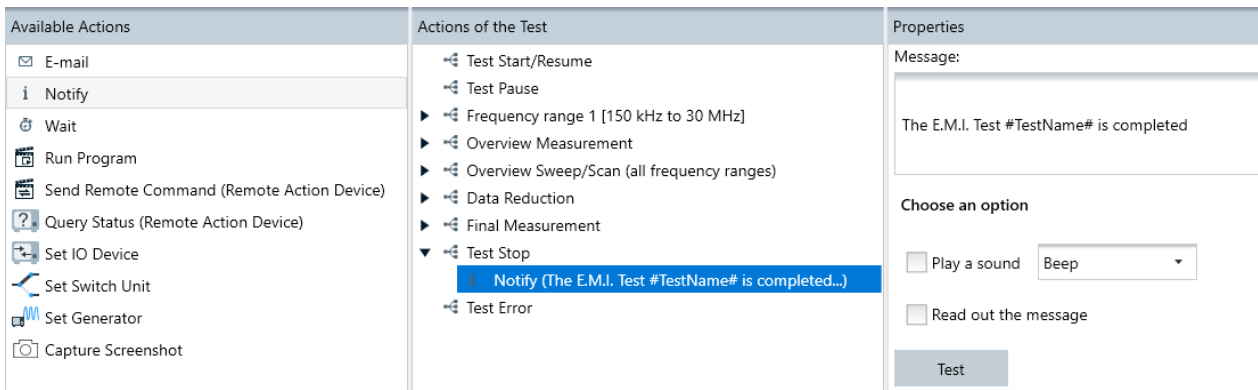 Available Actions
E-mail
Notify
Wait
Run Program
Send Remote Command (Remote Action Device)
Query Status (Remote Action Device)
Set IO Device
Set Switch Unit
Set Generator
Capture Screenshot
Actions of the Test
Test Start/Resume
Test Pause
Frequency range 1 [150 kHz to 30 MHz]
Overview Measurement
Overview Sweep/Scan (all frequency ranges)
Data Reduction
Final Measurement
Test Stop
Notify (The E.M.I. Test #TestName# is completed...)
Test Error
Properties
Message:
The E.M.I. Test #TestName# is completed
Choose an option
Play a sound Beep
Read out the message
Test